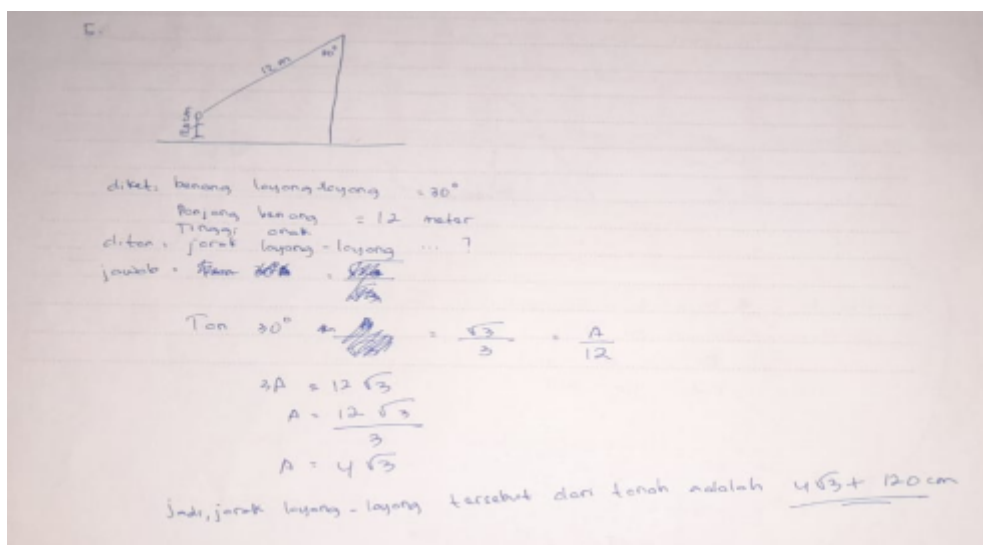 5.
12 m
30°
120 cm
diket. benang layang-layang = 30°
Panjang benang = 12 meter
Tinggi anak
ditan. jarak layang-layang ... ?
jawab =
Tan 30° = √3/3 = A/12
3A = 12 √3
A = 12 √3/3
A = 4 √3
Jadi, jarak layang-layang tersebut dari tanah adalah 4√3 + 120 cm